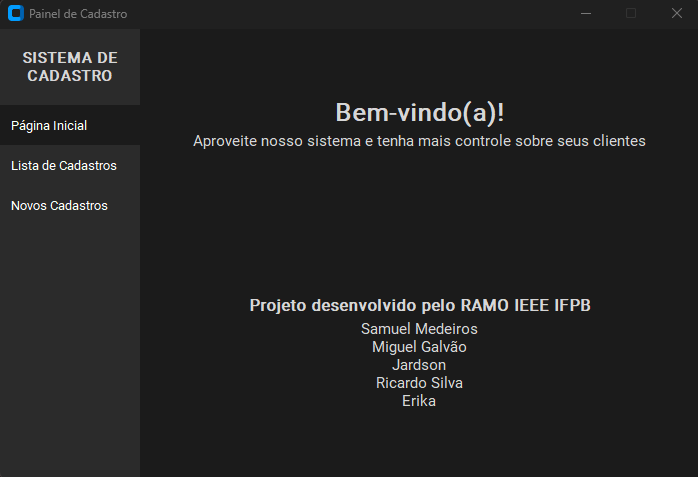 Painel de Cadastro
SISTEMA DE
CADASTRO
Página Inicial
Lista de Cadastros
Novos Cadastros
Bem-vindo(a)!
Aproveite nosso sistema e tenha mais controle sobre seus clientes
Projeto desenvolvido pelo RAMO IEEE IFPB
Samuel Medeiros
Miguel Galvão
Jardson
Ricardo Silva
Erika